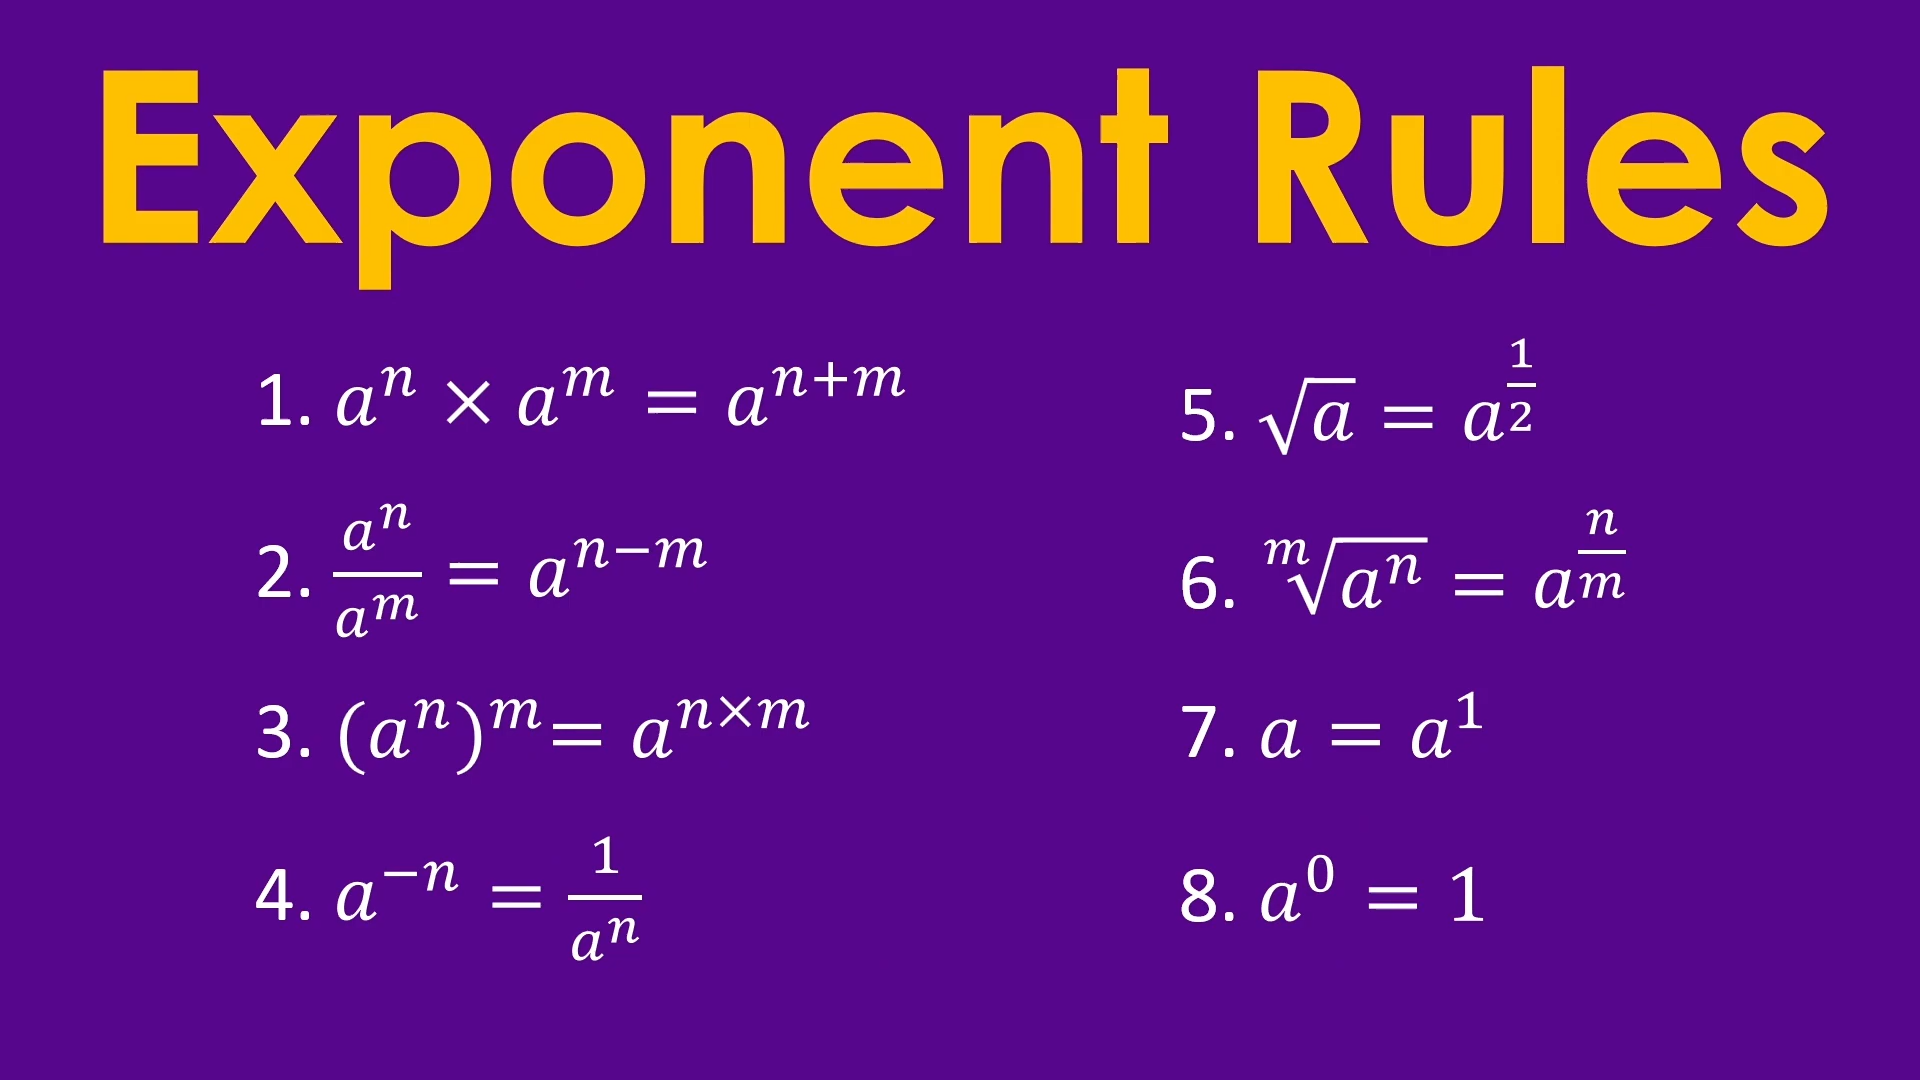 Exponent Rules
1. aⁿ × aᵐ = aⁿ⁺ᵐ
2. aⁿ/aᵐ = aⁿ⁻ᵐ
3. (aⁿ)ᵐ = a^(n×m)
4. a⁻ⁿ = 1/aⁿ
5. √a = a^(1/2)
6. ᵐ√aⁿ = a^(n/m)
7. a = a¹
8. a⁰ = 1